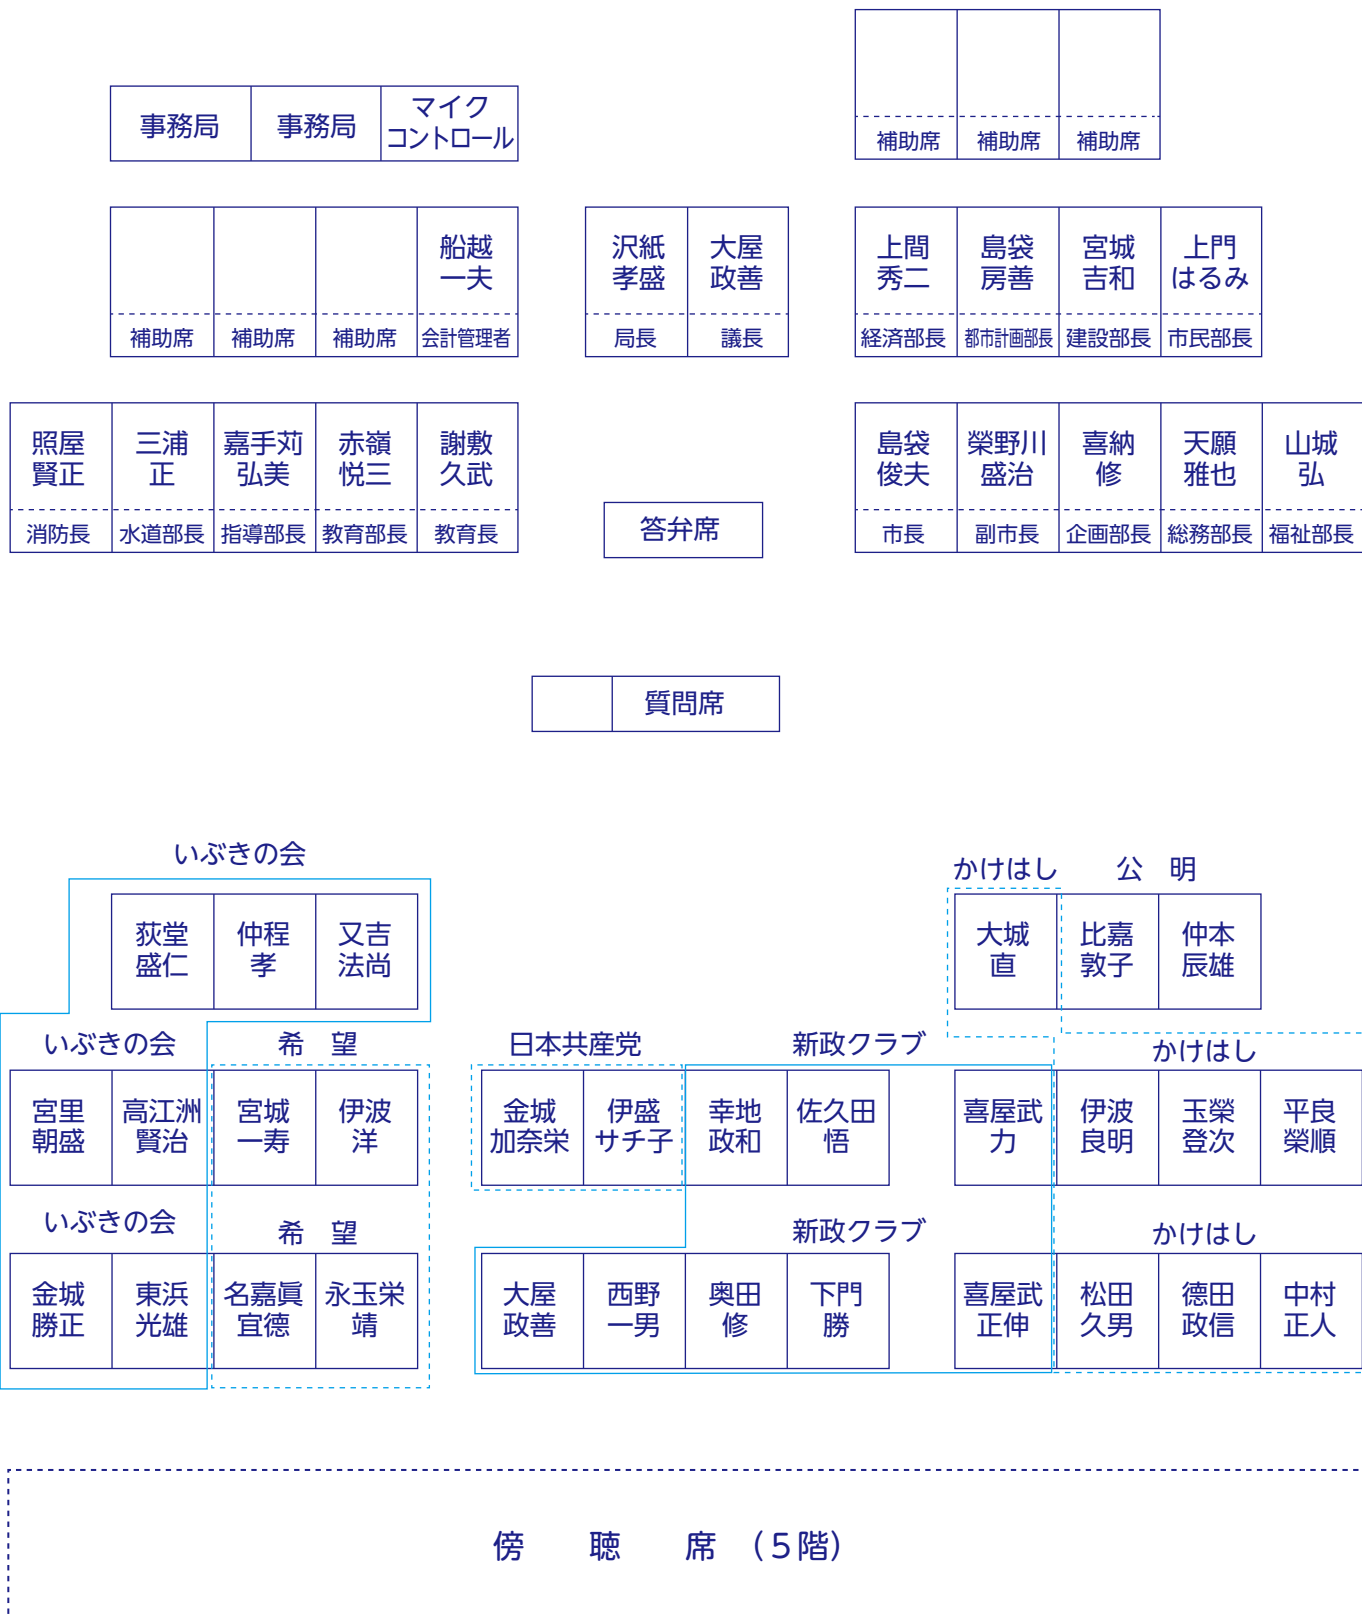 補助席 補助席 補助席
事務局 事務局 マイク
コントロール
船越
一夫
補助席 補助席 補助席 会計管理者
沢紙 大屋
孝盛 政善
局長 議長
上間 島袋 宮城 上門
秀二 房善 吉和 はるみ
経済部長 都市計画部長 建設部長 市民部長
照屋 三浦 嘉手苅 赤嶺 謝敷
賢正 正 弘美 悦三 久武
消防長 水道部長 指導部長 教育部長 教育長
答弁席
島袋 榮野川 喜納 天願 山城
俊夫 盛治 修 雅也 弘
市長 副市長 企画部長 総務部長 福祉部長
質問席
いぶきの会
荻堂 仲程 又吉
盛仁 孝 法尚
かけはし 公 明
大城 比嘉 仲本
直 敦子 辰雄
いぶきの会 希 望 日本共産党 新政クラブ かけはし
宮里 高江洲 宮城 伊波 金城 伊盛 幸地 佐久田 喜屋武 伊波 玉榮 平良
朝盛 賢治 一寿 洋 加奈栄 サチ子 政和 悟 力 良明 登次 榮順
いぶきの会 希 望 新政クラブ かけはし
金城 東浜 名嘉眞 永玉栄 大屋 西野 奥田 下門 喜屋武 松田 德田 中村
勝正 光雄 宜德 靖 政善 一男 修 勝 正伸 久男 政信 正人
傍 聴 席 (５階)